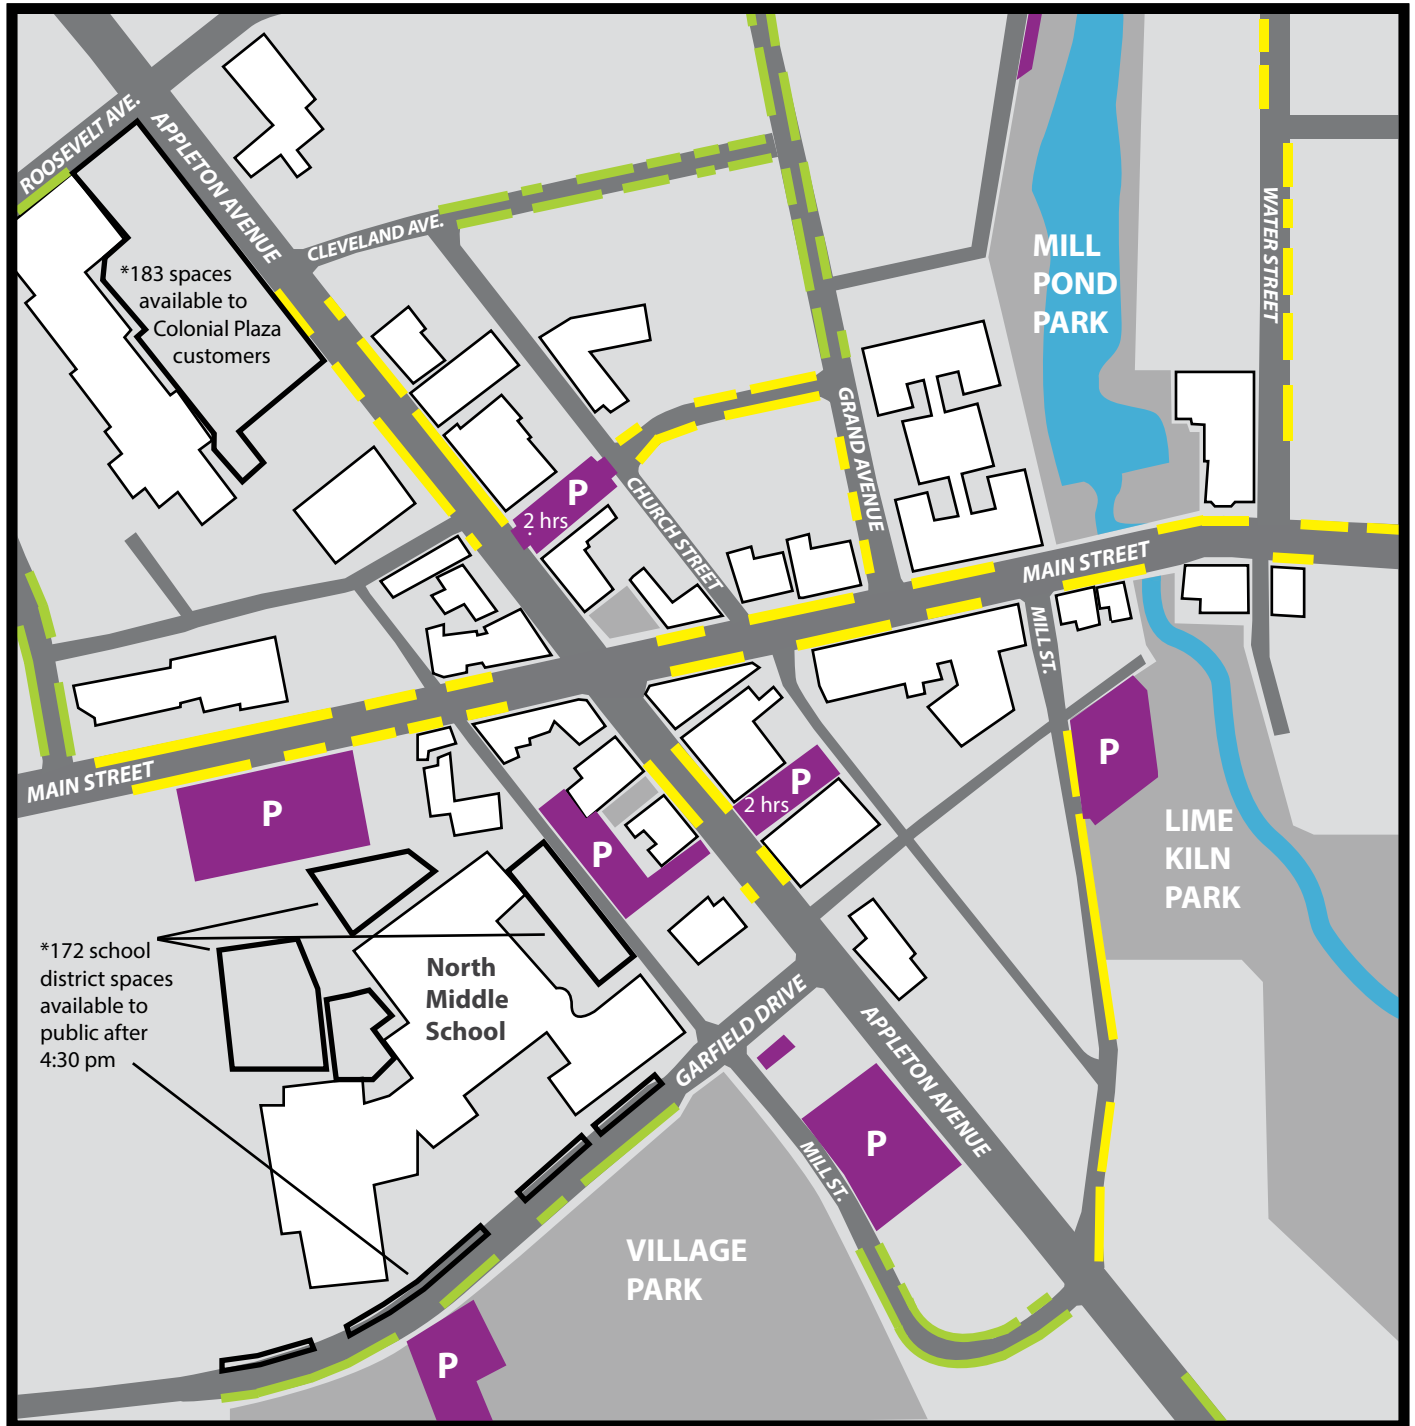 ROOSEVELT AVE.
APPLETON AVENUE
CLEVELAND AVE.
*183 spaces
available to
Colonial Plaza
customers
MILL
POND
PARK
WATER STREET
GRAND AVENUE
P
2 hrs
CHURCH STREET
MAIN STREET
MILL ST.
MAIN STREET
P
P
2 hrs
P
P
LIME
KILN
PARK
*172 school
district spaces
available to
public after
4:30 pm
North
Middle
School
GARFIELD DRIVE
APPLETON AVENUE
P
MILL ST.
VILLAGE
PARK
P